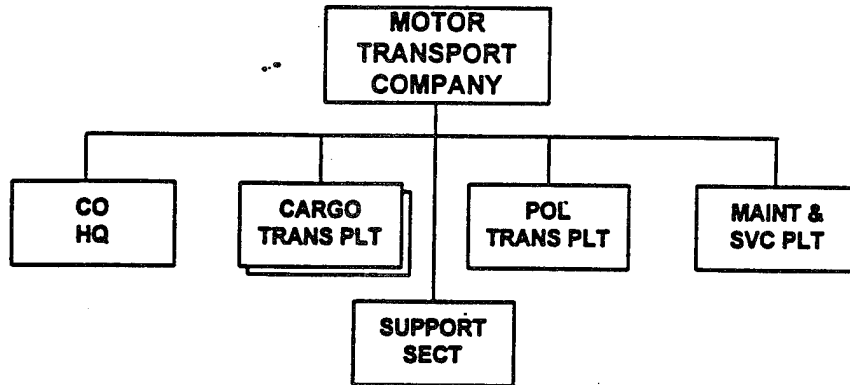 MOTOR
TRANSPORT
COMPANY
CO
HQ
CARGO
TRANS PLT
POL
TRANS PLT
MAINT &
SVC PLT
SUPPORT
SECT